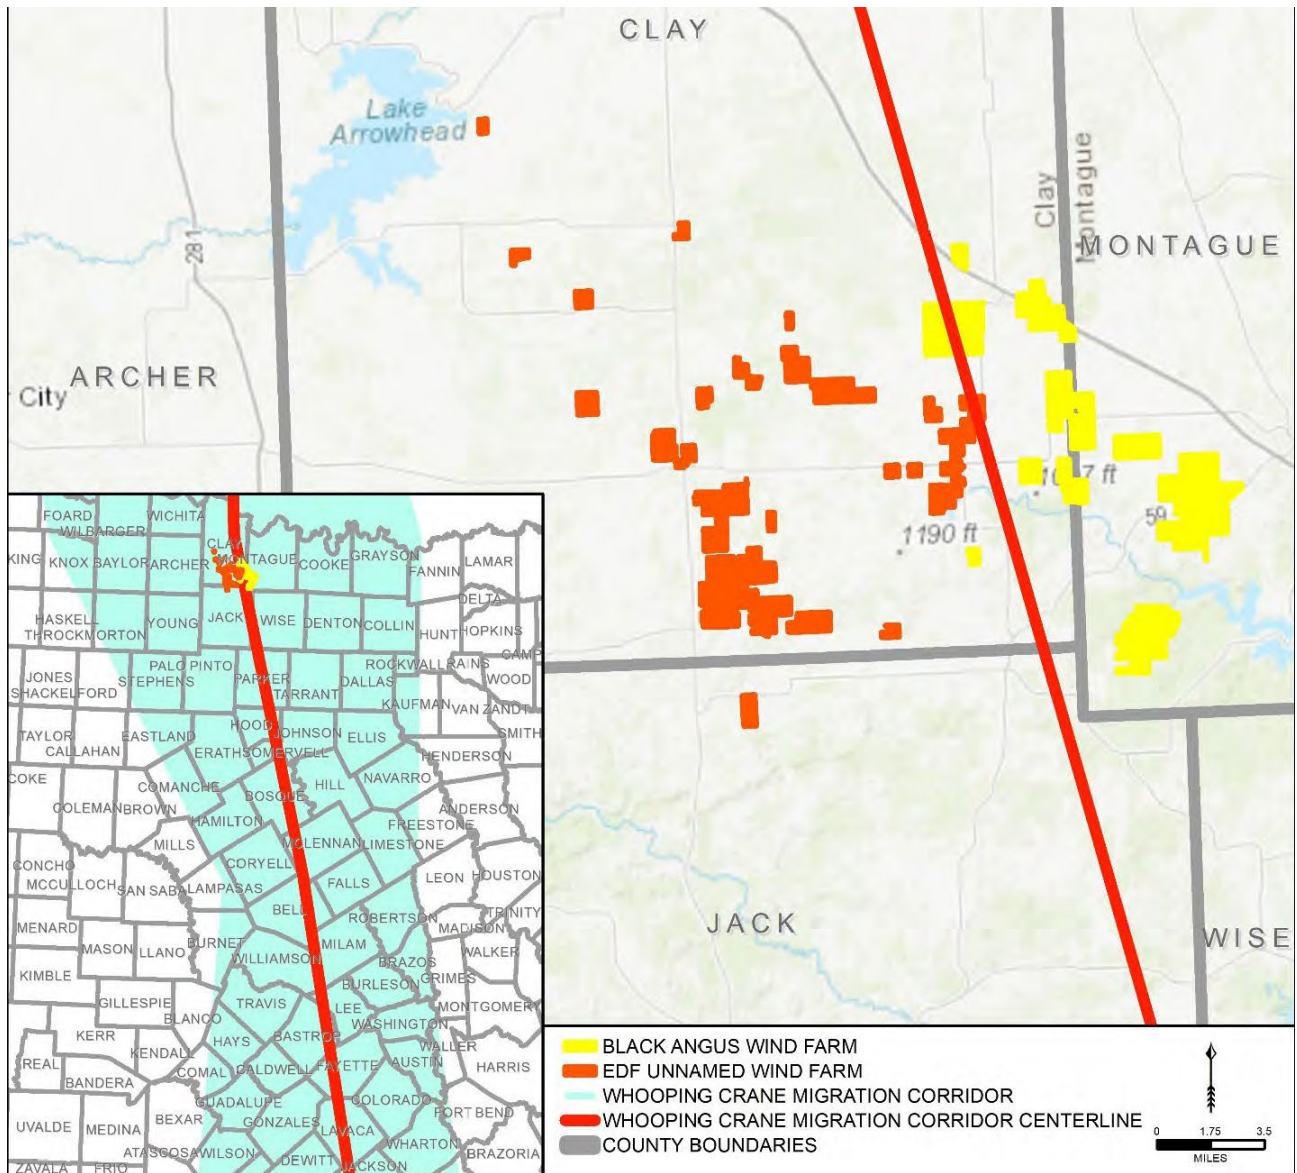 CLAY
Lake
Arrowhead
281
Clay
Montague
MONTAGUE
ARCHER
City
59
1190 ft
JACK
WISE
FOARD
WICHITA
WILBARGER
CLAY
KING
KNOX
BAYLOR
ARCHER
MONTAGUE
COOKE
GRAYSON
FANNIN
LAMAR
DELTA
HASKELL
THROCKMORTON
YOUNG
JACK
WISE
DENTON
COLLIN
HUNT
HOPKINS
CAMP
PALO PINTO
ROCKWALL
RAINS
WOOD
JONES
SHACKELFORD
STEPHENS
PARKER
TARRANT
DALLAS
KAUFMAN
VAN ZANDT
SMITH
TAYLOR
CALLAHAN
EASTLAND
HOOD
JOHNSON
ELLIS
ERATH
SOMERVELL
HENDERSON
COKE
COMANCHE
BOSQUE
HILL
NAVARRO
ANDERSON
COLEMAN
BROWN
HAMILTON
FREESTONE
MILLS
MCLENNAN
LIMESTONE
CONCHO
CORYELL
LEON
HOUSTON
MCCULLOCH
SAN SABA
LAMPASAS
FALLS
TRINITY
MENARD
BELL
ROBERTSON
MADISON
MASON
LLANO
BURNET
MILAM
WALKER
WILLIAMSON
BRAZOS
KIMBLE
BURLESON
GRIMES
GILLESPIE
BLANCO
TRAVIS
LEE
MONTGOMERY
WASHINGTON
KERR
HAYS
BASTROP
WALLER
REAL
KENDALL
COMAL
CALDWELL
FAYETTE
AUSTIN
HARRIS
BANDERA
GUADALUPE
COLORADO
FORT BEND
UVALDE
MEDINA
BEXAR
GONZALES
LAVACA
WHARTON
ATASCOSA
WILSON
DEWITT
JACKSON
BRAZORIA
ZAVALA
FRIO
BLACK ANGUS WIND FARM
EDF UNNAMED WIND FARM
WHOOPING CRANE MIGRATION CORRIDOR
WHOOPING CRANE MIGRATION CORRIDOR CENTERLINE
COUNTY BOUNDARIES
0 1.75 3.5
MILES